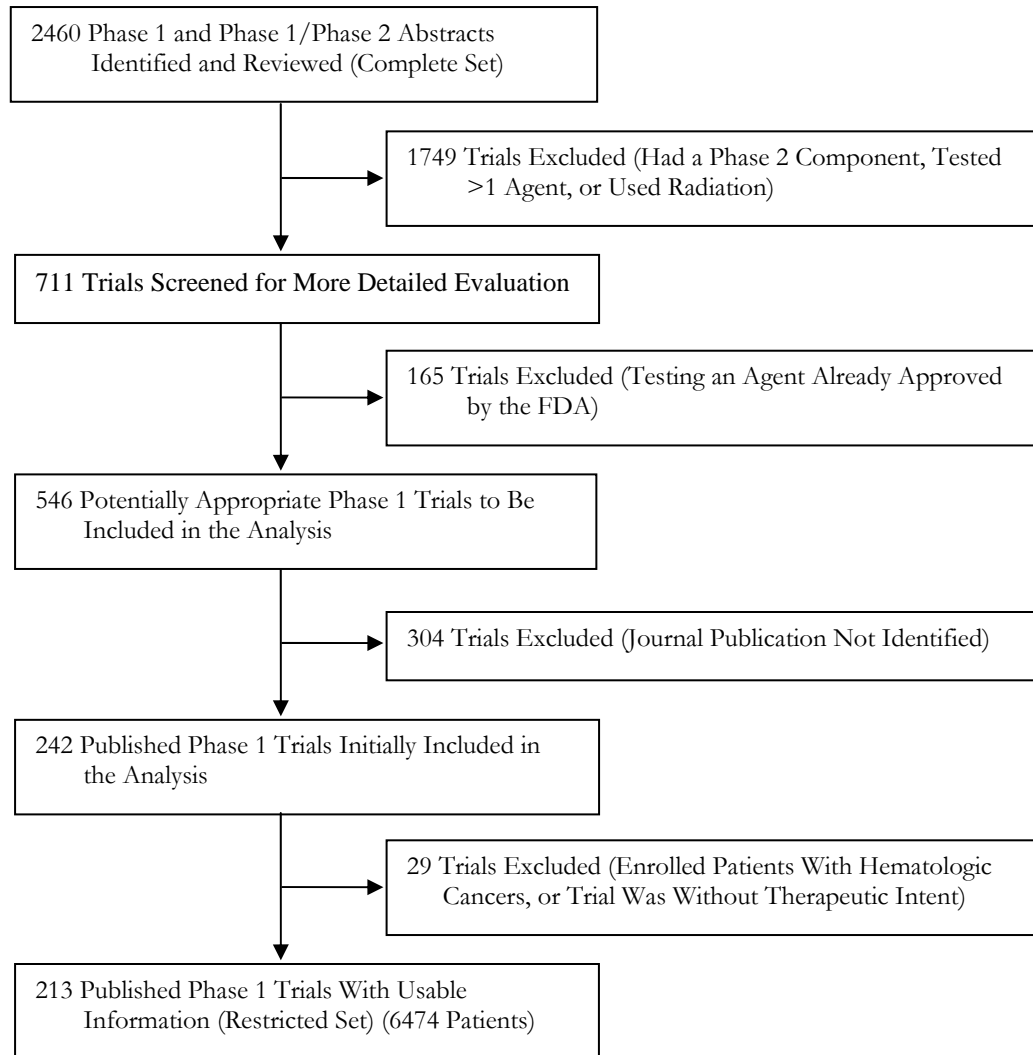 2460 Phase 1 and Phase 1/Phase 2 Abstracts
Identified and Reviewed (Complete Set)
1749 Trials Excluded (Had a Phase 2 Component, Tested
>1 Agent, or Used Radiation)
711 Trials Screened for More Detailed Evaluation
165 Trials Excluded (Testing an Agent Already Approved
by the FDA)
546 Potentially Appropriate Phase 1 Trials to Be
Included in the Analysis
304 Trials Excluded (Journal Publication Not Identified)
242 Published Phase 1 Trials Initially Included in
the Analysis
29 Trials Excluded (Enrolled Patients With Hematologic
Cancers, or Trial Was Without Therapeutic Intent)
213 Published Phase 1 Trials With Usable
Information (Restricted Set) (6474 Patients)